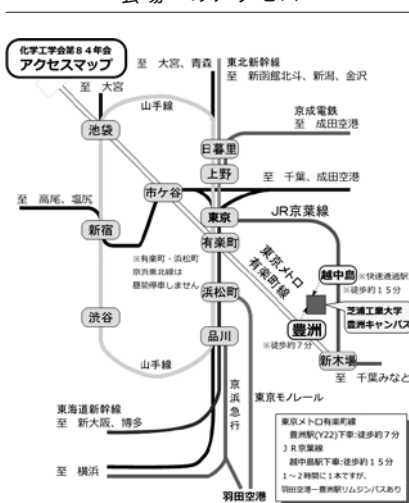 化学工学会第８４年会
アクセスマップ
至 大宮、青森
東北新幹線
至 新函館北斗、新潟、金沢
至 大宮
山手線
京成電鉄
至 成田空港
池袋
日暮里
上野
市ケ谷
至 千葉、成田空港
至 高尾、塩尻
東京
JR京葉線
新宿
有楽町
東京メトロ
有楽町線
※有楽町・浜松町
京浜東北線は
昼間停車しません
越中島
※快速通過駅
※徒歩約１５分
浜松町
芝浦工業大学
豊洲キャンパス
渋谷
品川
豊洲
※徒歩約７分
新木場
山手線
至 千葉みなと
京浜急行
東京モノレール
東海道新幹線
至 新大阪、博多
東京メトロ有楽町線
豊洲駅(Y22)下車:徒歩約７分
ＪＲ京葉線
越中島駅下車:徒歩約１５分
１～２時間に１本ですが、
羽田空港ー豊洲駅リムジンバスあり
至 横浜
羽田空港